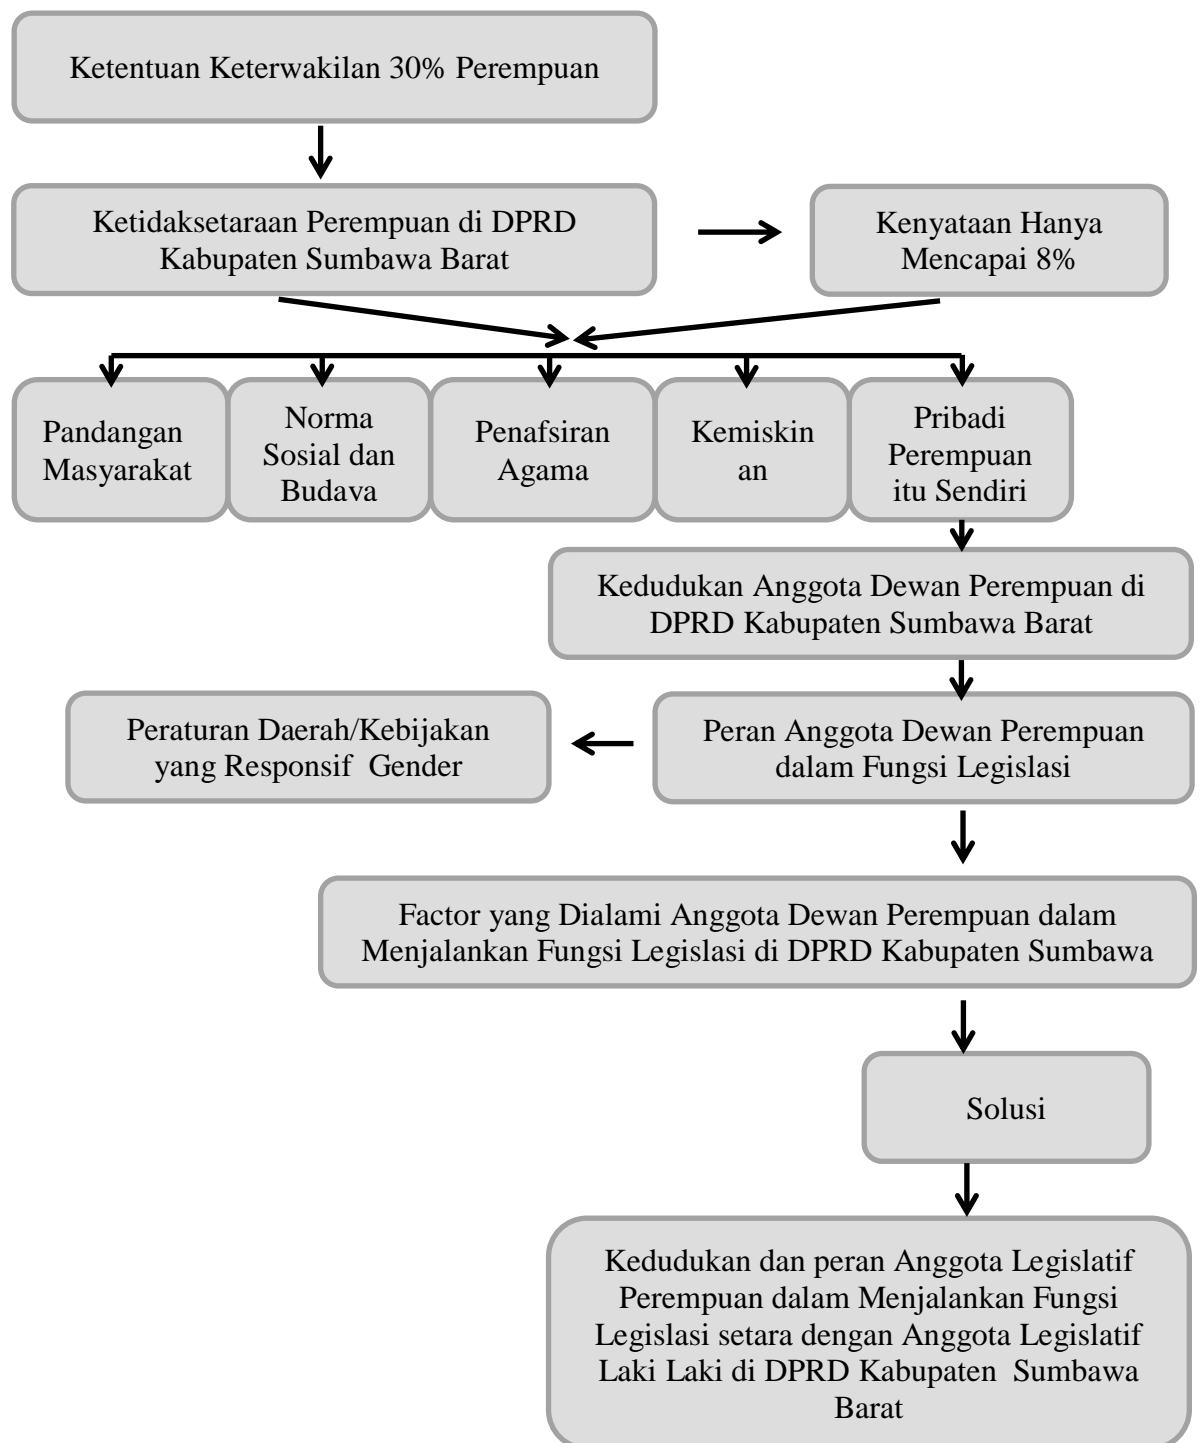 Ketentuan Keterwakilan 30% Perempuan
Ketidaksetaraan Perempuan di DPRD
Kabupaten Sumbawa Barat
Kenyataan Hanya
Mencapai 8%
Pandangan
Masyarakat
Norma
Sosial dan
Budava
Penafsiran
Agama
Kemiskin
an
Pribadi
Perempuan
itu Sendiri
Kedudukan Anggota Dewan Perempuan di
DPRD Kabupaten Sumbawa Barat
Peraturan Daerah/Kebijakan
yang Responsif Gender
Peran Anggota Dewan Perempuan
dalam Fungsi Legislasi
Factor yang Dialami Anggota Dewan Perempuan dalam
Menjalankan Fungsi Legislasi di DPRD Kabupaten Sumbawa
Solusi
Kedudukan dan peran Anggota Legislatif
Perempuan dalam Menjalankan Fungsi
Legislasi setara dengan Anggota Legislatif
Laki Laki di DPRD Kabupaten Sumbawa
Barat